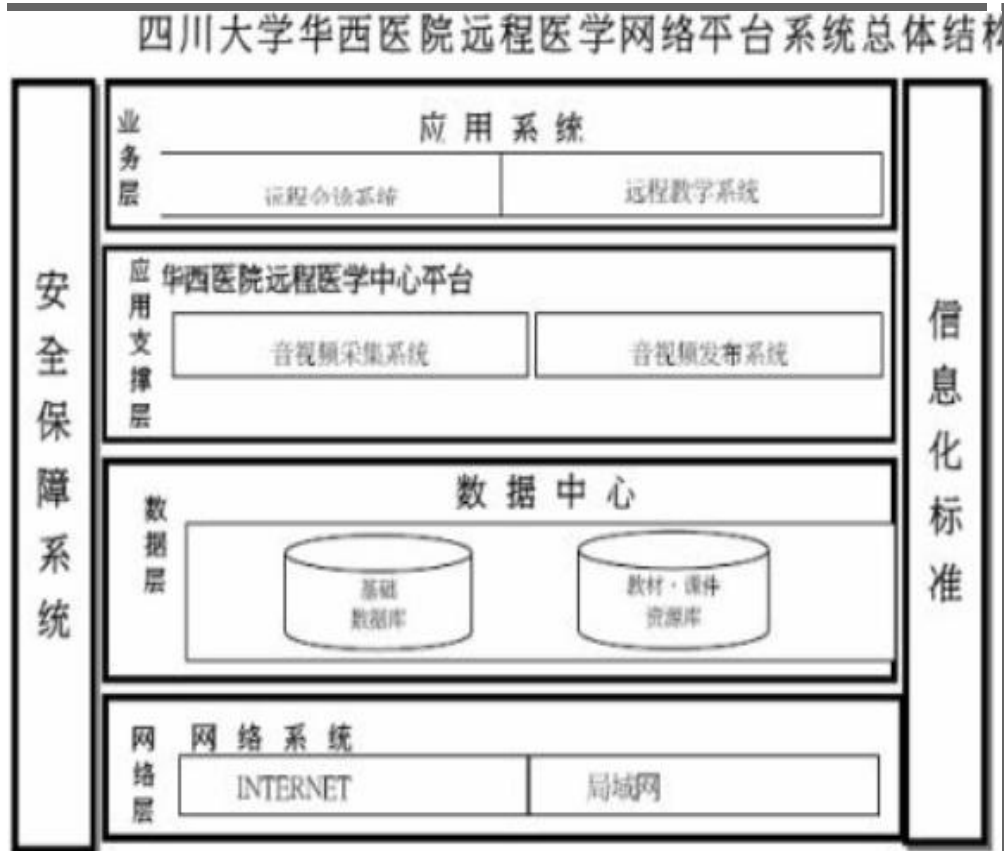 四川大学华西医院远程医学网络平台系统总体结构
安全保障系统
业务层
应用系统
远程会诊系统
远程教学系统
应用支撑层
华西医院远程医学中心平台
音视频采集系统
音视频发布系统
数据层
数据中心
基础
数据库
教材·课件
资源库
网络层
网络系统
INTERNET
局域网
信息化标准